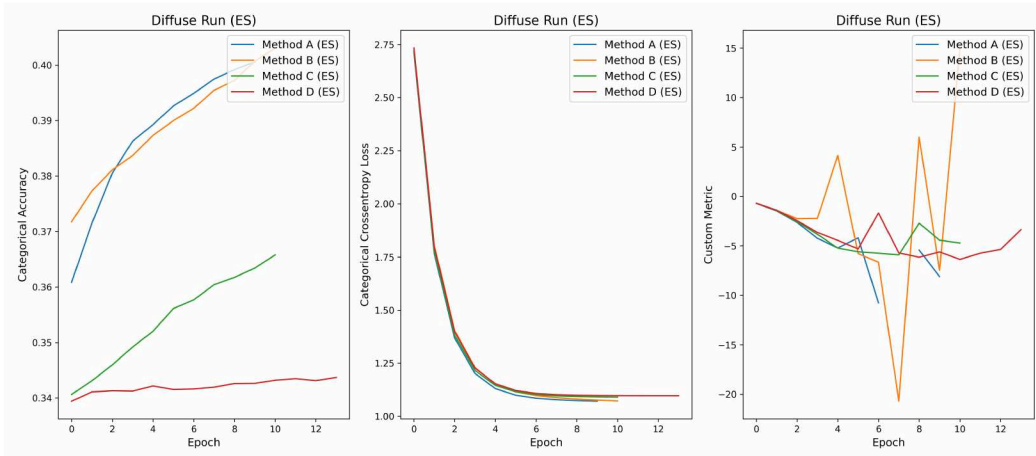 Diffuse Run (ES)
Categorical Accuracy
0.40
0.39
0.38
0.37
0.36
0.35
0.34
Method A (ES)
Method B (ES)
Method C (ES)
Method D (ES)
0 2 4 6 8 10 12
Epoch
Diffuse Run (ES)
Categorical Crossentropy Loss
2.75
2.50
2.25
2.00
1.75
1.50
1.25
1.00
Method A (ES)
Method B (ES)
Method C (ES)
Method D (ES)
0 2 4 6 8 10 12
Epoch
Diffuse Run (ES)
Custom Metric
15
10
5
0
−5
−10
−15
−20
Method A (ES)
Method B (ES)
Method C (ES)
Method D (ES)
0 2 4 6 8 10 12
Epoch